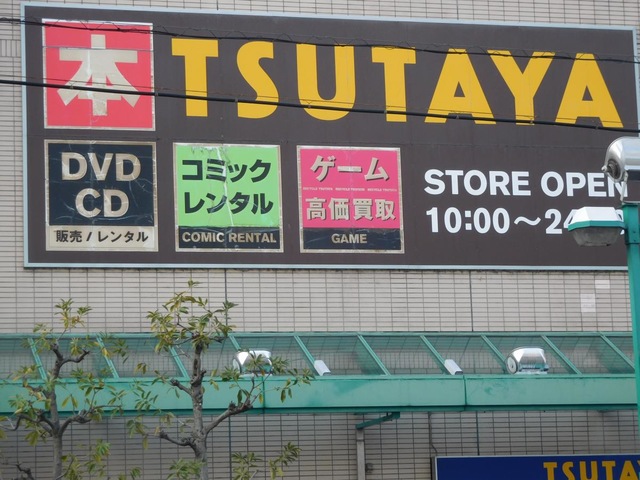 本 TSUTAYA
DVD
CD
販売/レンタル
コミック
レンタル
COMIC RENTAL
ゲーム
高価買取
GAME
STORE OPEN
10:00〜24
TSUTA